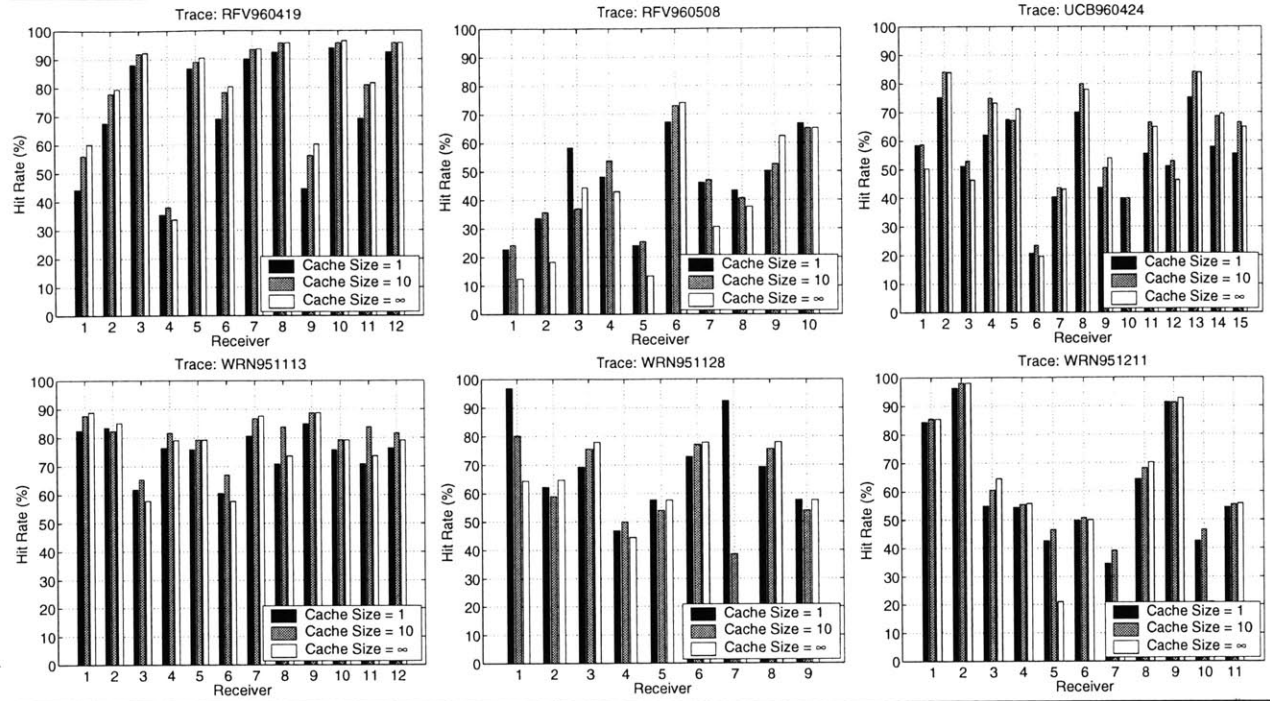 Trace: RFV960419
Hit Rate (%)
100
90
80
70
60
50
40
30
20
10
0
Cache Size = 1
Cache Size = 10
Cache Size = ∞
1 2 3 4 5 6 7 8 9 10 11 12
Receiver
Trace: RFV960508
Hit Rate (%)
100
90
80
70
60
50
40
30
20
10
0
Cache Size = 1
Cache Size = 10
Cache Size = ∞
1 2 3 4 5 6 7 8 9 10
Receiver
Trace: UCB960424
Hit Rate (%)
100
90
80
70
60
50
40
30
20
10
0
Cache Size = 1
Cache Size = 10
Cache Size = ∞
1 2 3 4 5 6 7 8 9 10 11 12 13 14 15
Receiver
Trace: WRN951113
Hit Rate (%)
100
90
80
70
60
50
40
30
20
10
0
Cache Size = 1
Cache Size = 10
Cache Size = ∞
1 2 3 4 5 6 7 8 9 10 11 12
Receiver
Trace: WRN951128
Hit Rate (%)
100
90
80
70
60
50
40
30
20
10
0
Cache Size = 1
Cache Size = 10
Cache Size = ∞
1 2 3 4 5 6 7 8 9
Receiver
Trace: WRN951211
Hit Rate (%)
100
90
80
70
60
50
40
30
20
10
0
Cache Size = 1
Cache Size = 10
Cache Size = ∞
1 2 3 4 5 6 7 8 9 10 11
Receiver